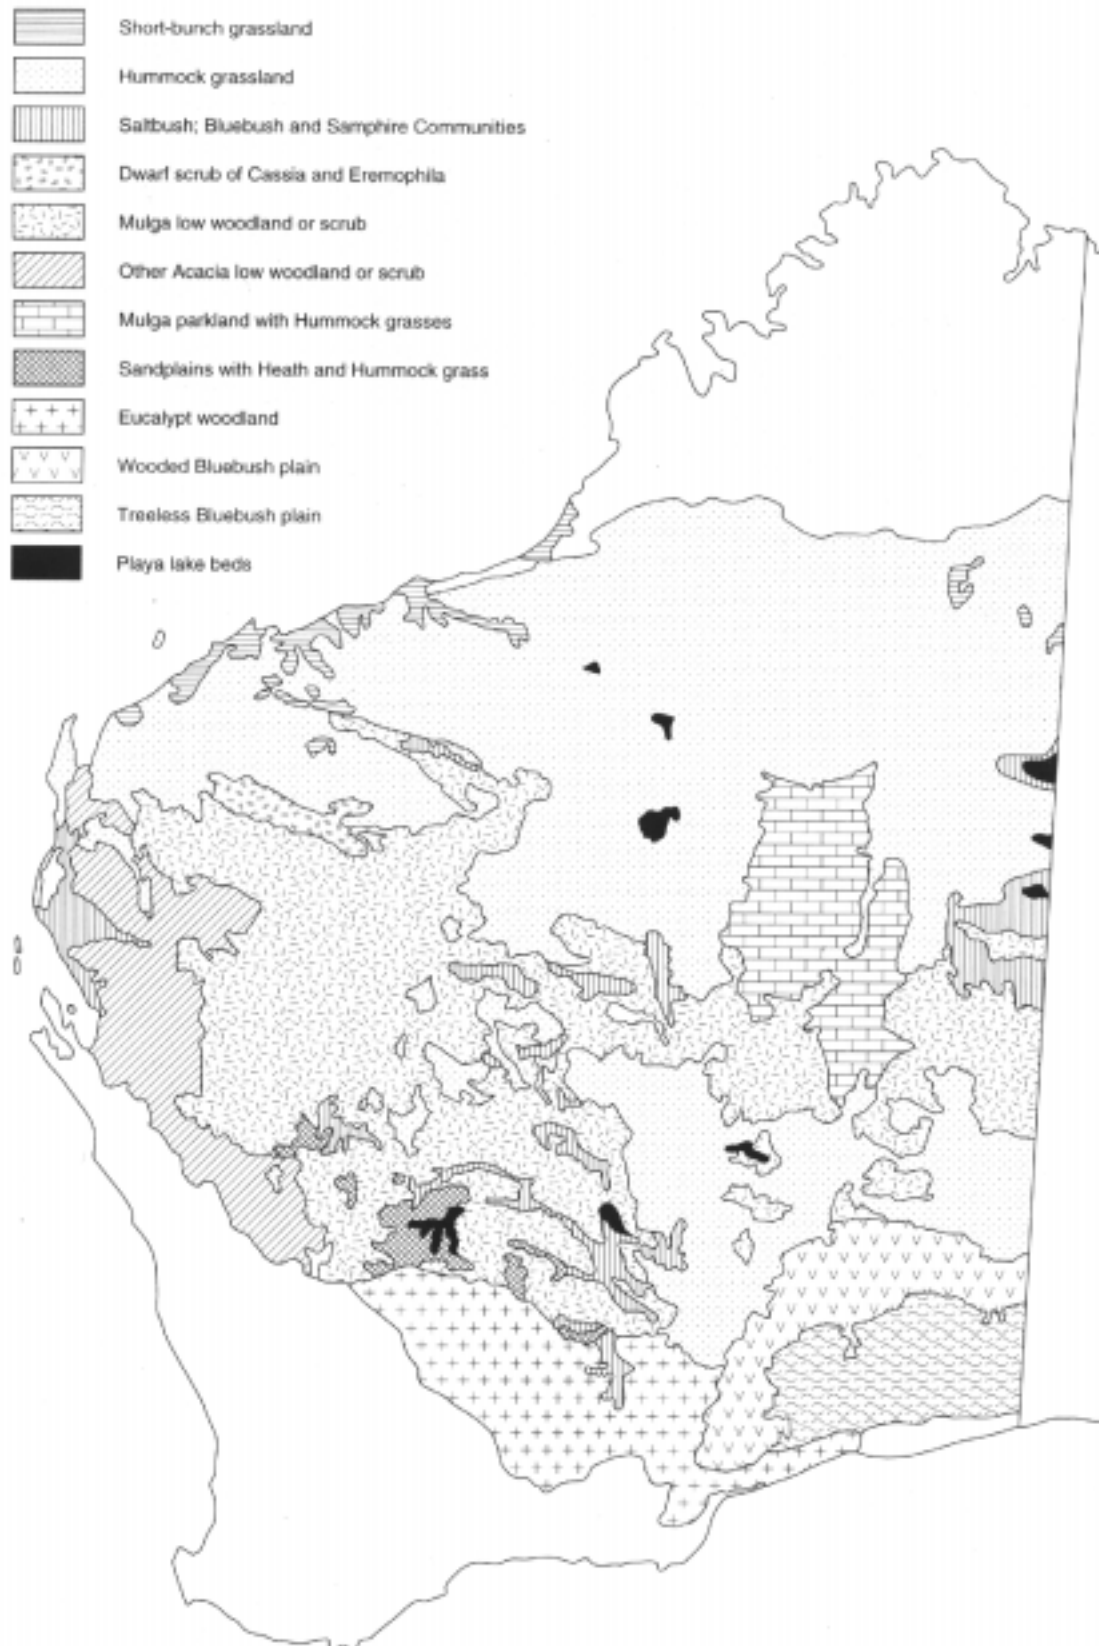 Short-bunch grassland
Hummock grassland
Saltbush; Bluebush and Samphire Communities
Dwarf scrub of Cassia and Eremophila
Mulga low woodland or scrub
Other Acacia low woodland or scrub
Mulga parkland with Hummock grasses
Sandplains with Heath and Hummock grass
Eucalypt woodland
Wooded Bluebush plain
Treeless Bluebush plain
Playa lake beds